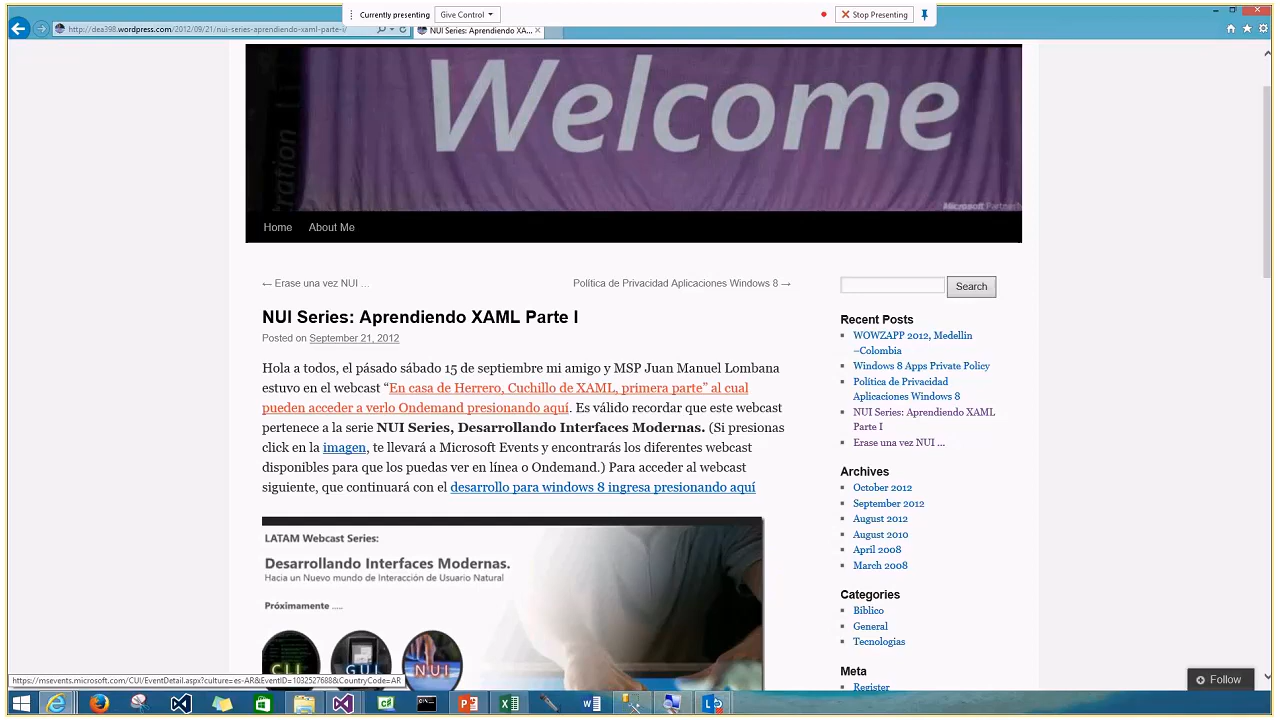 Currently presenting
Give Control
Stop Presenting
http://dea398.wordpress.com/2012/09/21/nui-series-aprendiendo-xaml-parte-i/
NUI Series: Aprendiendo XA...
Welcome
Microsoft Partner
Home
About Me
← Erase una vez NUI …
Política de Privacidad Aplicaciones Windows 8 →
NUI Series: Aprendiendo XAML Parte I
Posted on September 21, 2012
Hola a todos, el pásado sábado 15 de septiembre mi amigo y MSP Juan Manuel Lombana
estuvo en el webcast “En casa de Herrero, Cuchillo de XAML, primera parte” al cual
pueden acceder a verlo Ondemand presionando aquí. Es válido recordar que este webcast
pertenece a la serie NUI Series, Desarrollando Interfaces Modernas. (Si presionas
click en la imagen, te llevará a Microsoft Events y encontrarás los diferentes webcast
disponibles para que los puedas ver en línea o Ondemand.) Para acceder al webcast
siguiente, que continuará con el desarrollo para windows 8 ingresa presionando aquí
LATAM Webcast Series:
Desarrollando Interfaces Modernas.
Hacia un Nuevo mundo de Interacción de Usuario Natural
Próximamente .....
CLI
GUI
NUI
Search
Recent Posts
WOWZAPP 2012, Medellin
–Colombia
Windows 8 Apps Private Policy
Política de Privacidad
Aplicaciones Windows 8
NUI Series: Aprendiendo XAML
Parte I
Erase una vez NUI …
Archives
October 2012
September 2012
August 2012
August 2010
April 2008
March 2008
Categories
Bíblico
General
Tecnologias
Meta
Register
Follow
https://msevents.microsoft.com/CUI/EventDetail.aspx?culture=es-AR&EventID=1032527688&CountryCode=AR